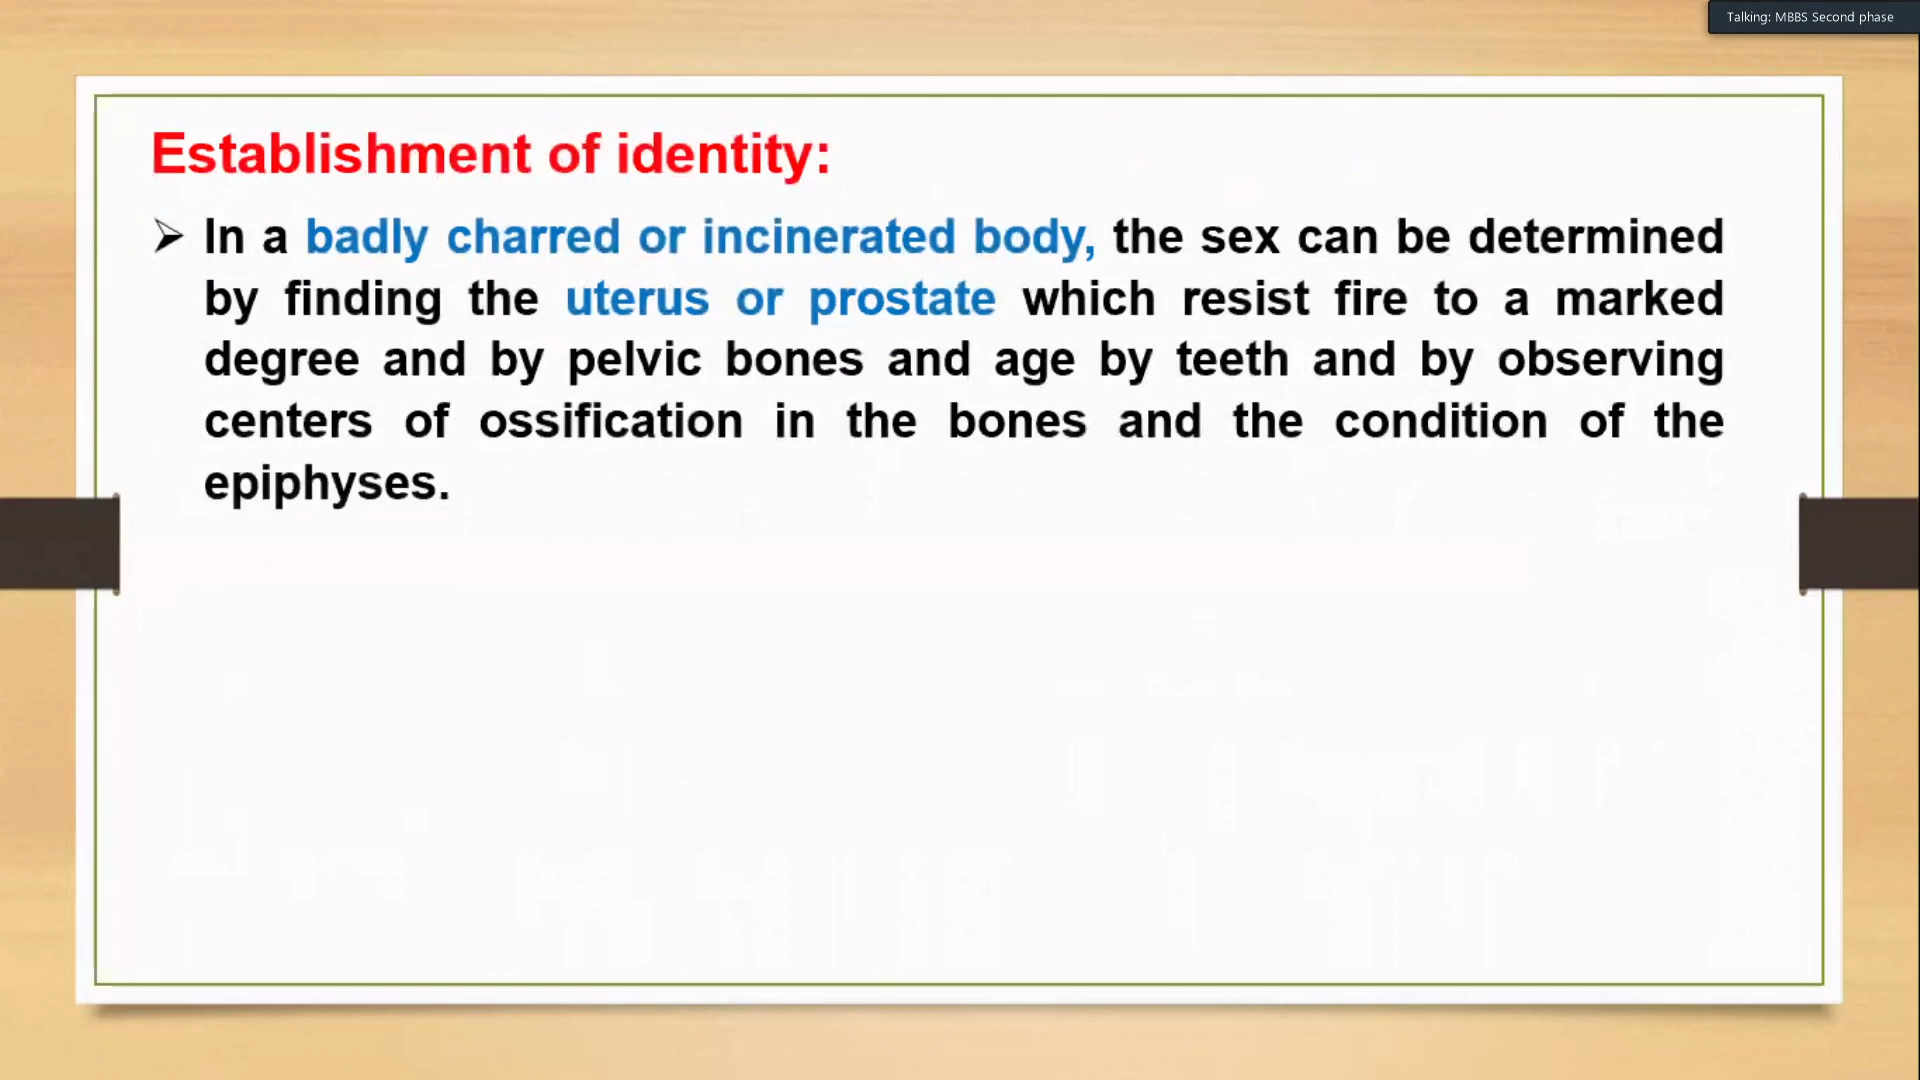 Talking: MBBS Second phase
Establishment of identity:
➢ In a badly charred or incinerated body, the sex can be determined
by finding the uterus or prostate which resist fire to a marked
degree and by pelvic bones and age by teeth and by observing
centers of ossification in the bones and the condition of the
epiphyses.